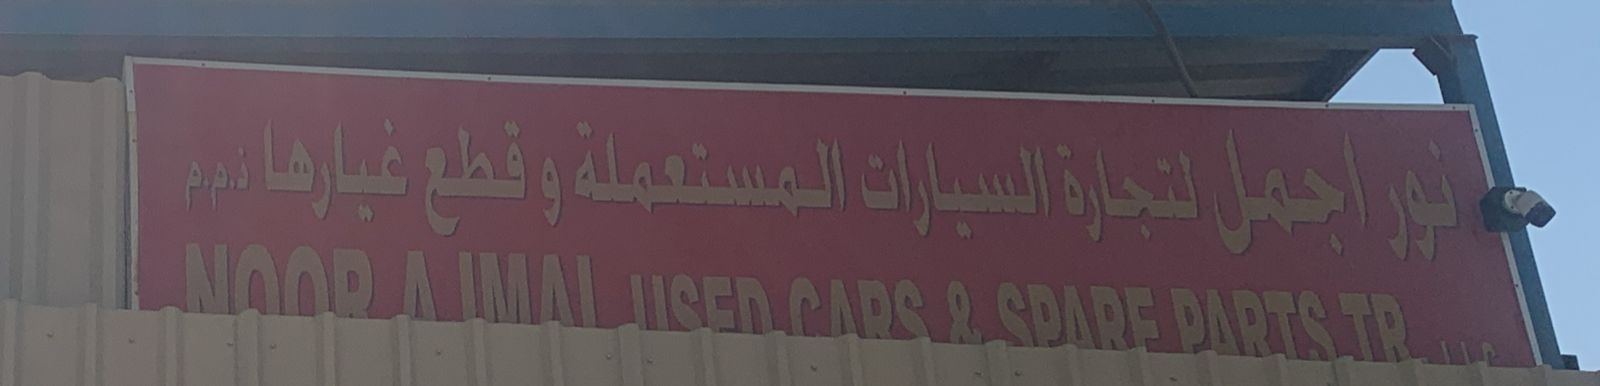 نور اجمل لتجارة السيارات المستعملة و قطع غيارها ذ.م.م
NOOR AJMAL USED CARS & SPARE PARTS TR. L.L.C